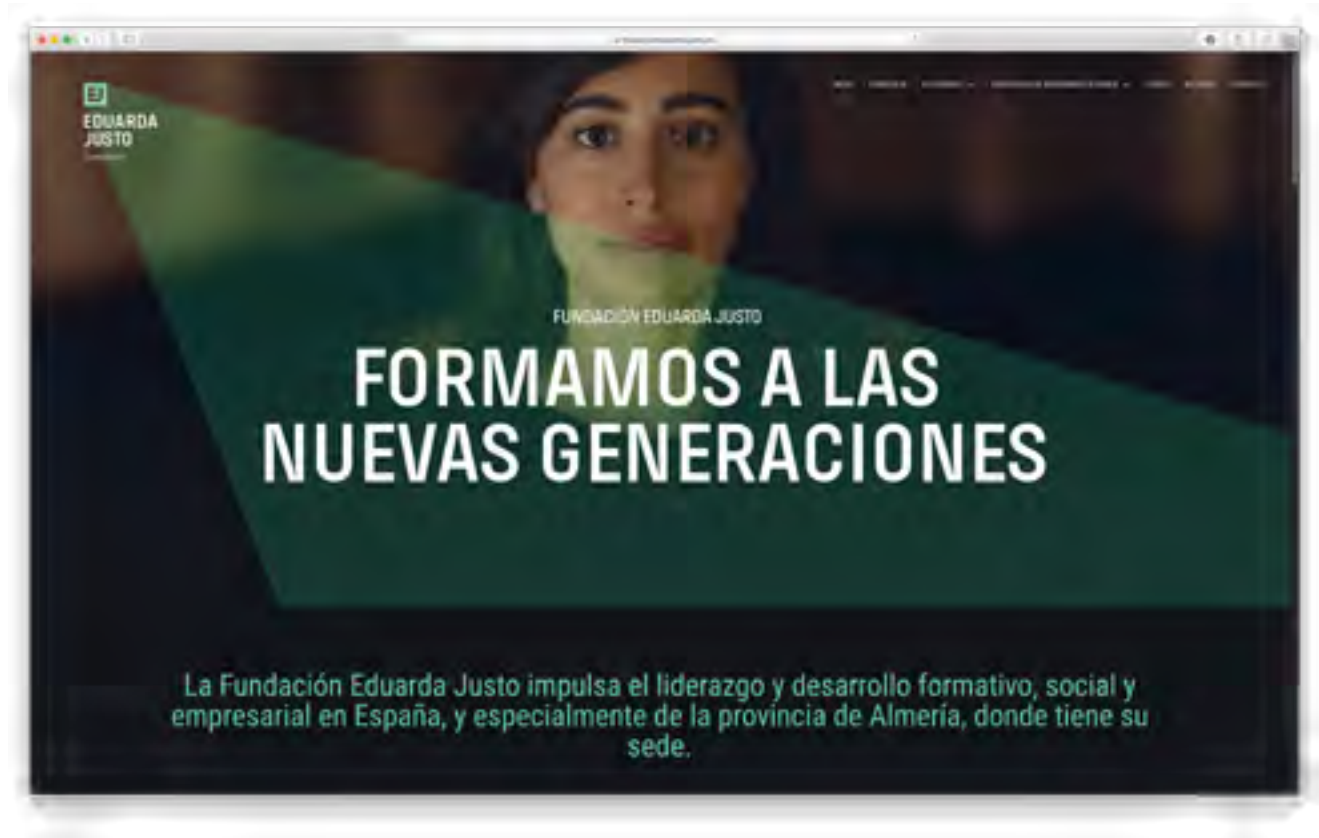 EDUARDA
JUSTO
FUNDACIÓN EDUARDA JUSTO
FORMAMOS A LAS
NUEVAS GENERACIONES
La Fundación Eduarda Justo impulsa el liderazgo y desarrollo formativo, social y
empresarial en España, y especialmente de la provincia de Almería, donde tiene su
sede.